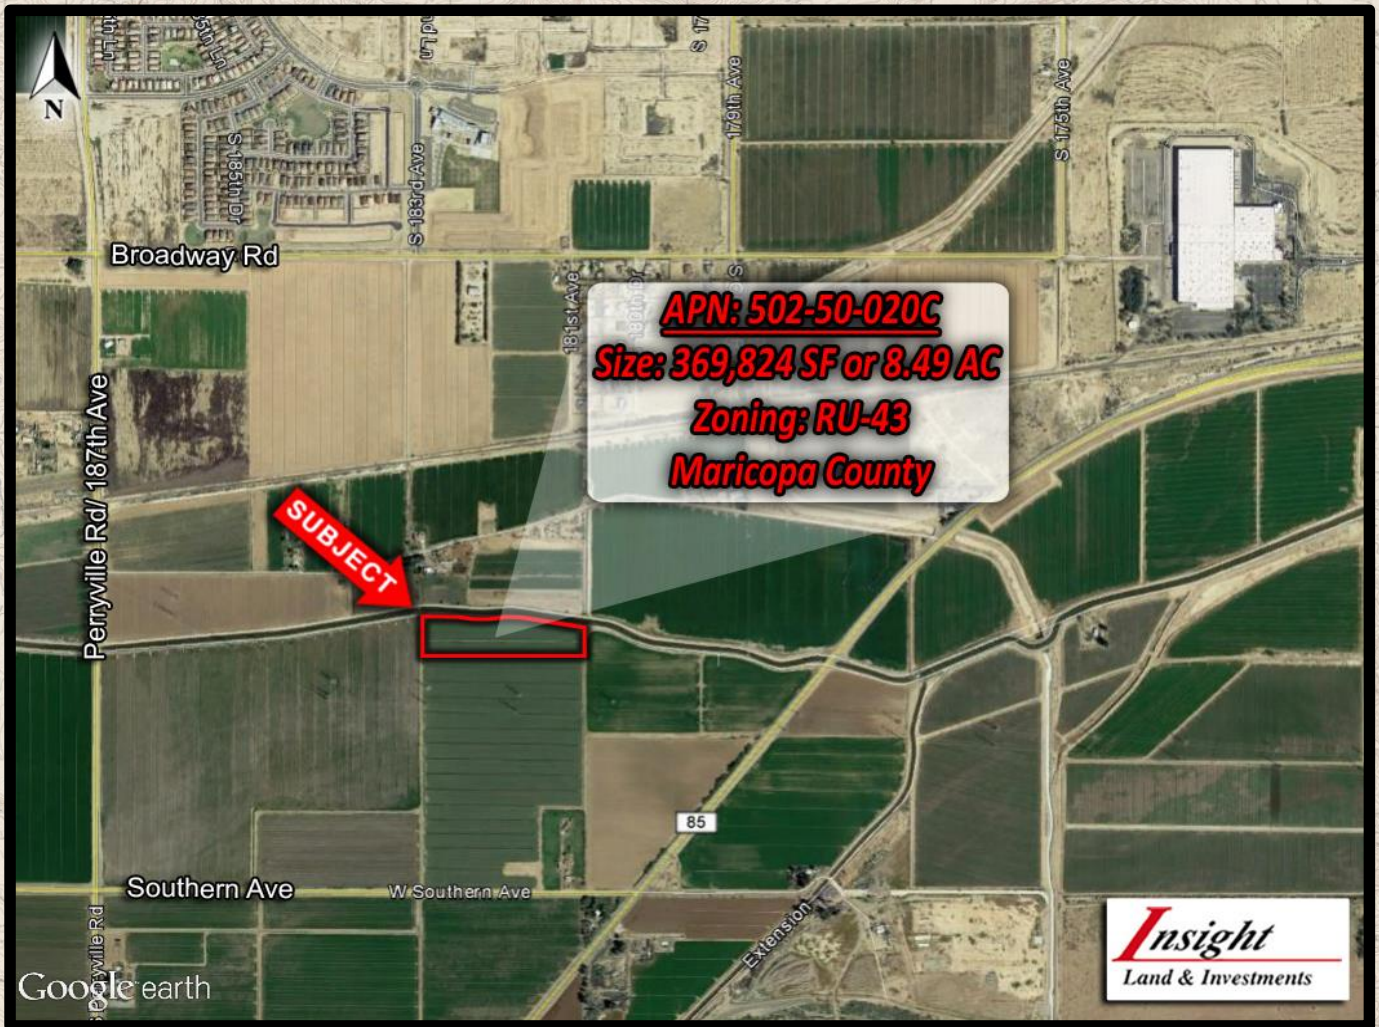 N
S 185th Dr
S 183rd Ave
179th Ave
S 17
S 175th Ave
Broadway Rd
181st Ave
S
APN: 502-50-020C
Size: 369,824 SF or 8.49 AC
Zoning: RU-43
Maricopa County
Perryville Rd/ 187th Ave
SUBJECT
85
Southern Ave
W Southern Ave
Extension
Google earth
Insight
Land & Investments